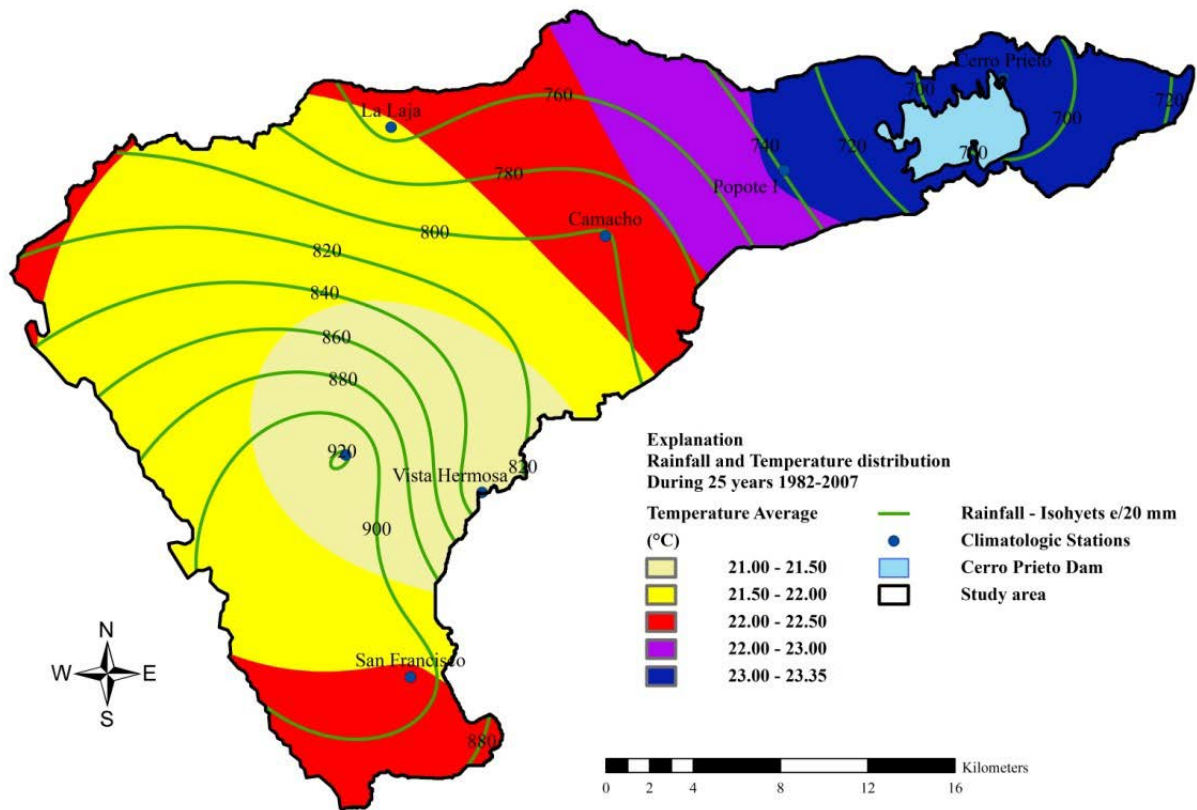 Cerro Prieto
700
760
720
La Laja
700
740
720
700
780
Popote I
Camacho
800
820
840
860
880
920
820
Vista Hermosa
900
San Francisco
880
Explanation
Rainfall and Temperature distribution
During 25 years 1982-2007
Temperature Average
(°C)
21.00 - 21.50
21.50 - 22.00
22.00 - 22.50
22.00 - 23.00
23.00 - 23.35
Rainfall - Isohyets e/20 mm
Climatologic Stations
Cerro Prieto Dam
Study area
N
W E
S
Kilometers
0 2 4 8 12 16